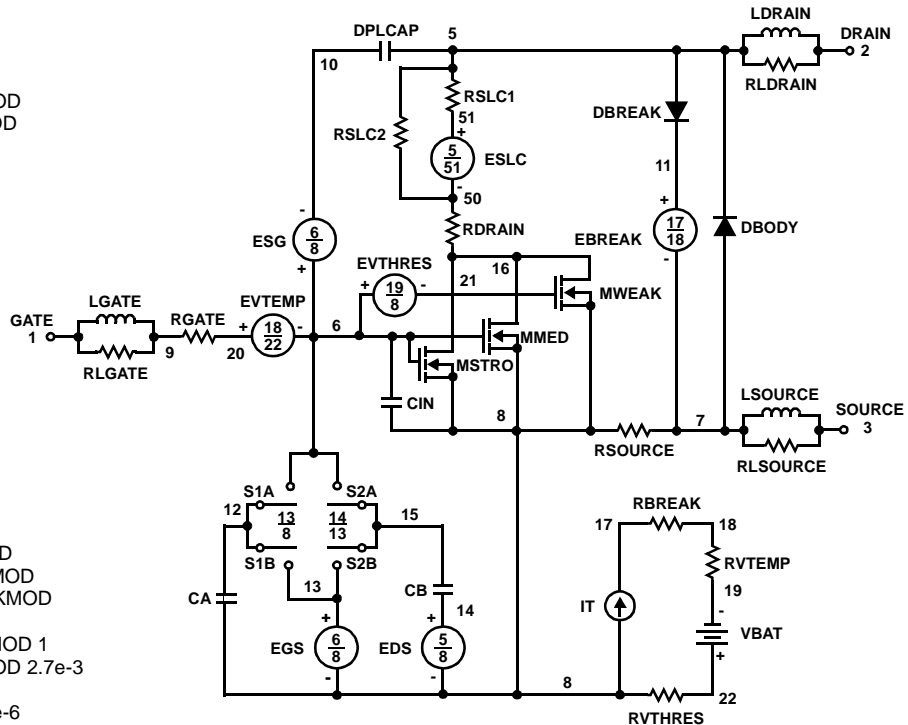 LDRAIN
DPLCAP
5
DRAIN
2
10
RLDRAIN
OD
OD
RSLC1
DBREAK
51
RSLC2
+
5
51
ESLC
11
-
50
-
+
RDRAIN
17
18
6
8
ESG
EBREAK
DBODY
+
EVTHRES
16
-
+
19
8
-
21
MWEAK
LGATE
EVTEMP
GATE
1
RGATE
+
18
22
-
6
MMED
9
20
MSTRO
RLGATE
LSOURCE
CIN
8
7
SOURCE
3
RSOURCE
RLSOURCE
S1A
S2A
12
13
8
14
13
15
RBREAK
17
18
S1B
S2B
RVTEMP
D
MOD
KMOD
13
CB
19
CA
IT
-
14
VBAT
MOD 1
+
+
OD 2.7e-3
EGS
6
8
EDS
5
8
+
-
-
8
22
e-6
RVTHRES